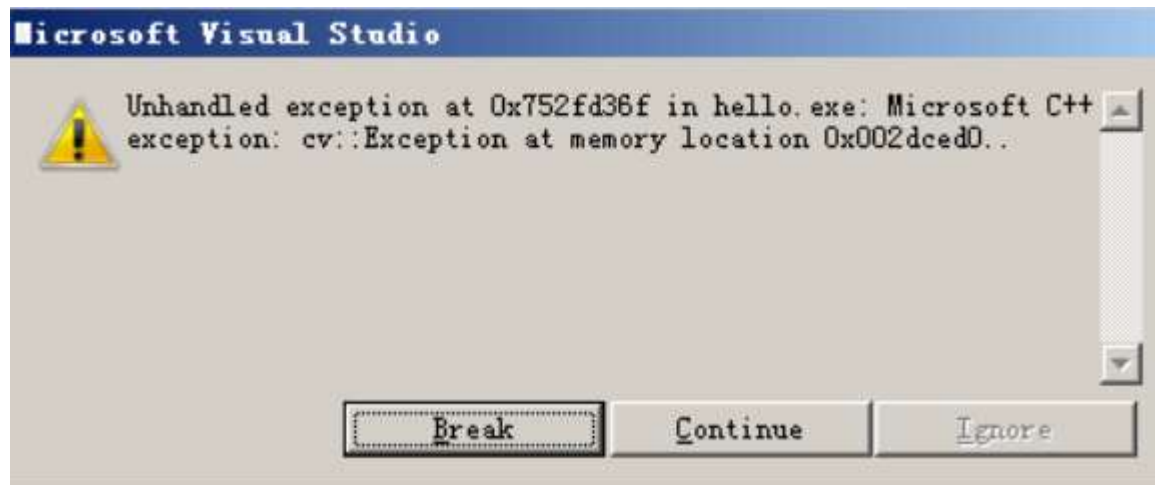 Microsoft Visual Studio
Unhandled exception at 0x752fd36f in hello.exe: Microsoft C++
exception: cv::Exception at memory location 0x002dced0..
Break
Continue
Ignore